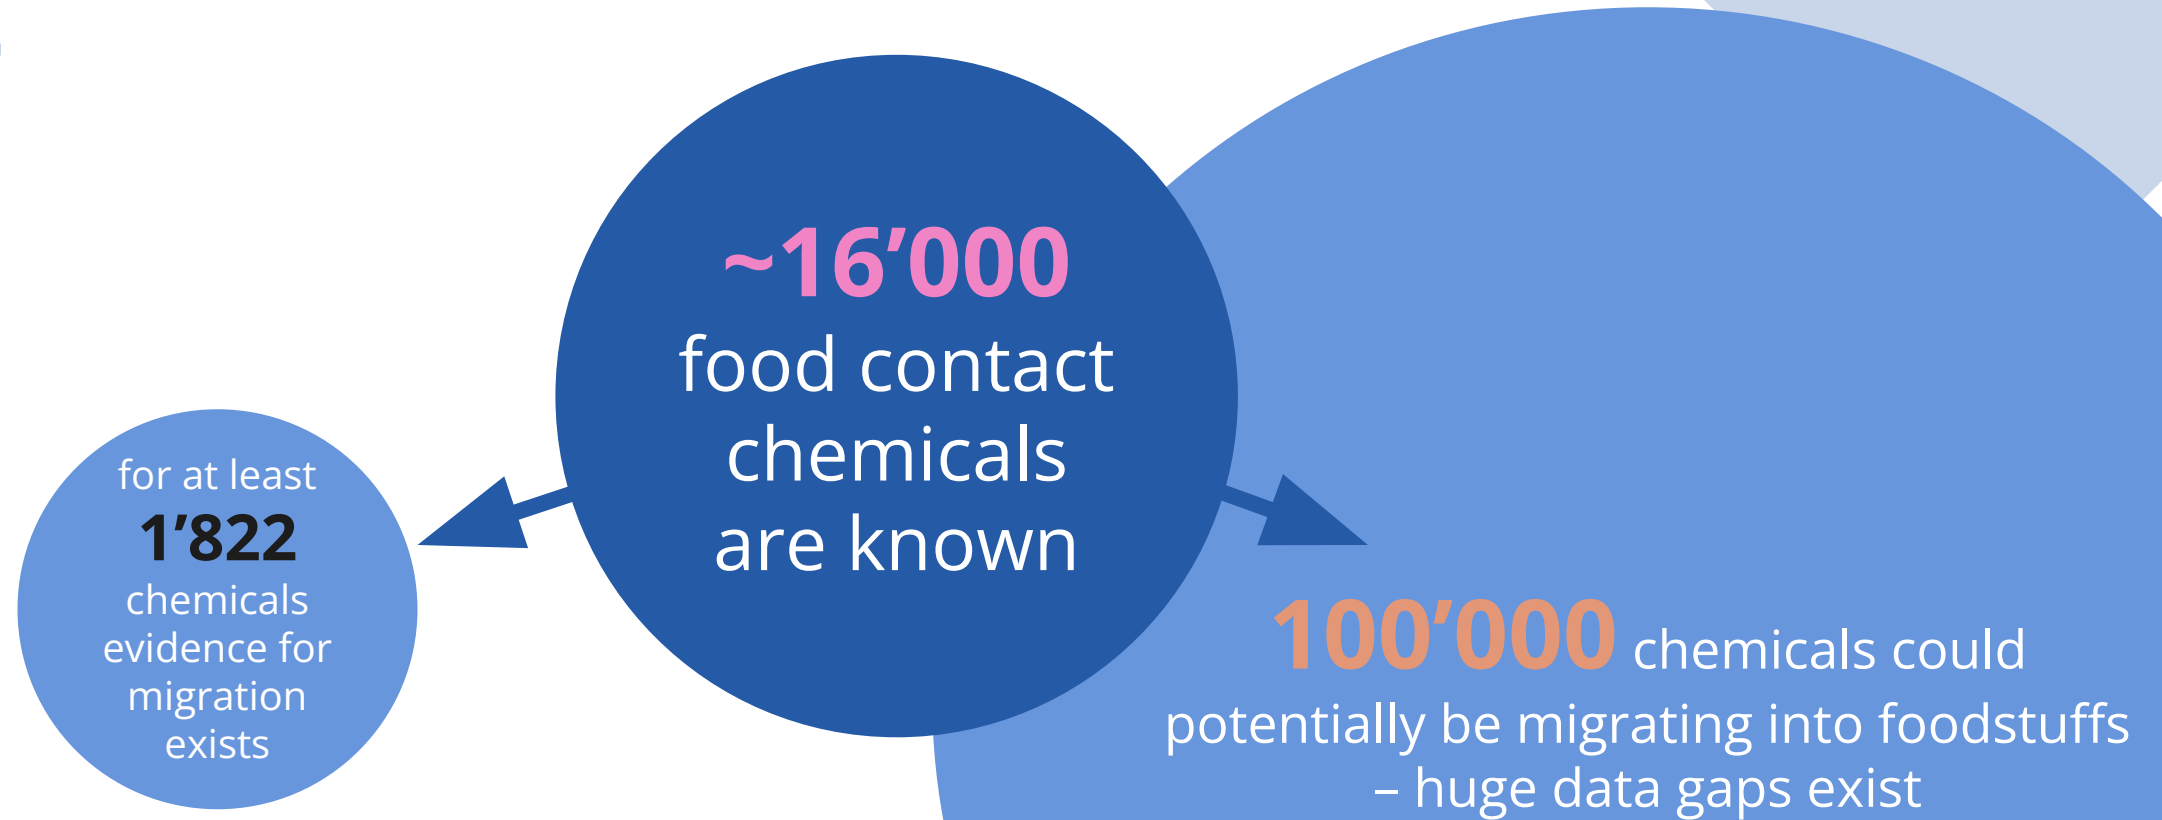 ~16’000
food contact
chemicals
are known
for at least
1’822
chemicals
evidence for
migration
exists
100’000 chemicals could
potentially be migrating into foodstuffs
– huge data gaps exist